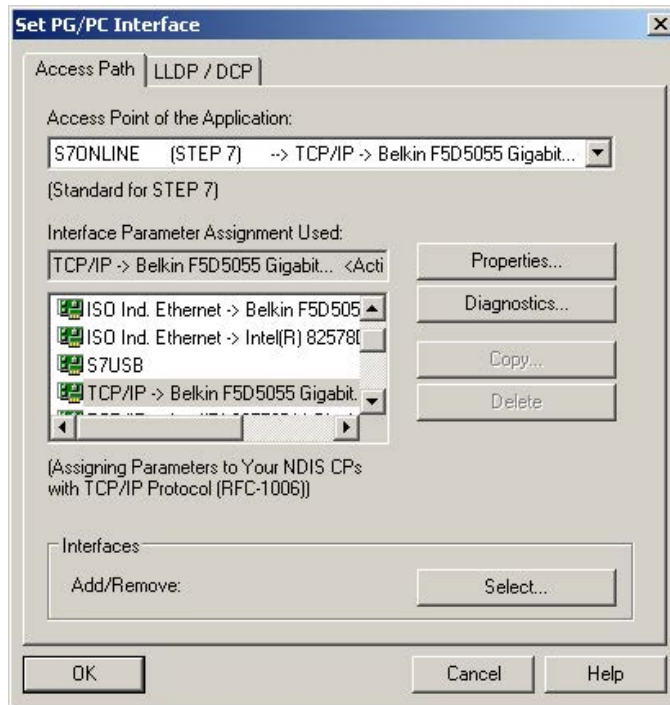 Set PG/PC Interface
Access Path
LLDP / DCP
Access Point of the Application:
S7ONLINE (STEP 7) --> TCP/IP -> Belkin F5D5055 Gigabit...
(Standard for STEP 7)
Interface Parameter Assignment Used:
TCP/IP -> Belkin F5D5055 Gigabit... <Acti
Properties...
ISO Ind. Ethernet -> Belkin F5D505
Diagnostics...
ISO Ind. Ethernet -> Intel(R) 82578D
S7USB
Copy...
TCP/IP -> Belkin F5D5055 Gigabit.
Delete
(Assigning Parameters to Your NDIS CPs
with TCP/IP Protocol (RFC-1006))
Interfaces
Add/Remove:
Select...
OK
Cancel
Help